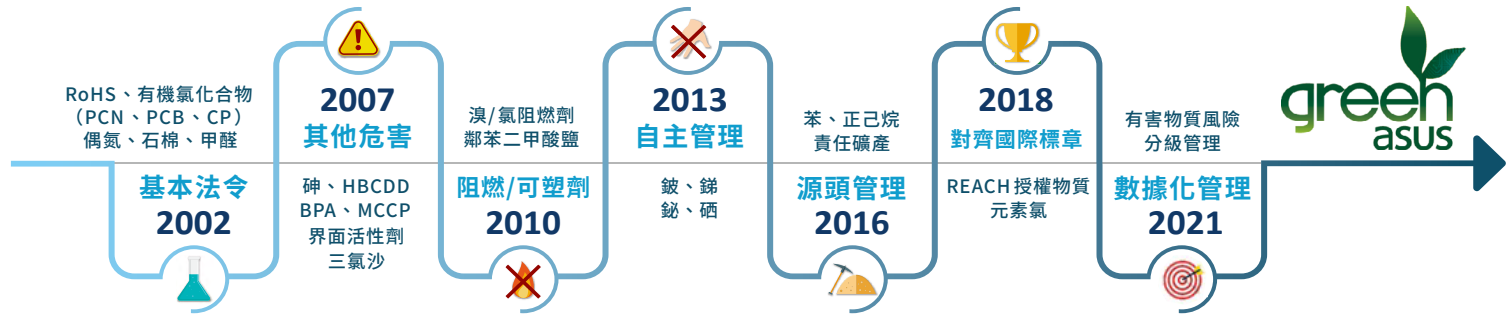 RoHS、有機氯化合物
(PCN、PCB、CP)
偶氮、石棉、甲醛
基本法令
2002
2007
其他危害
砷、HBCDD
BPA、MCCP
界面活性劑
三氯沙
溴/氯阻燃劑
鄰苯二甲酸鹽
阻燃/可塑劑
2010
2013
自主管理
鈹、銻
鉍、硒
苯、正己烷
責任礦產
源頭管理
2016
2018
對齊國際標章
REACH 授權物質
元素氯
有害物質風險
分級管理
數據化管理
2021
green
asus